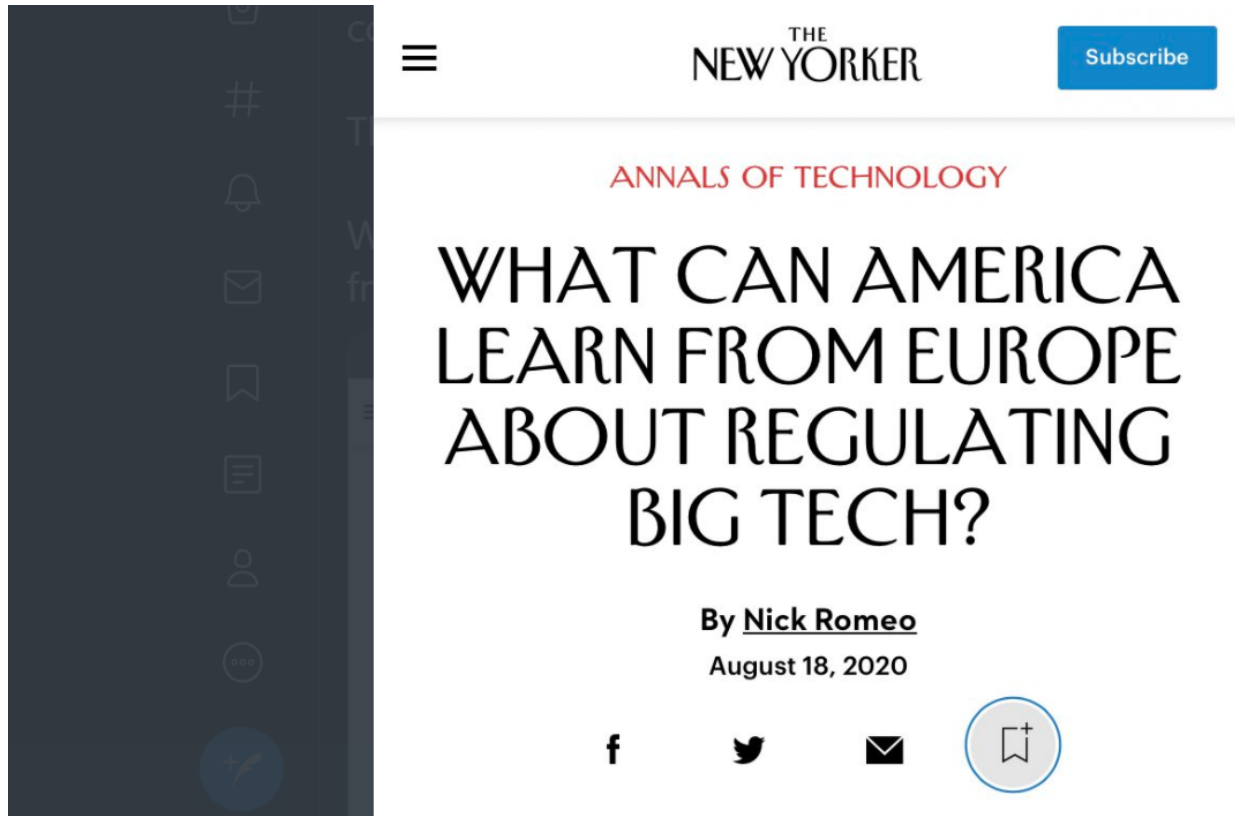 THE
NEW YORKER
Subscribe
ANNALS OF TECHNOLOGY
WHAT CAN AMERICA
LEARN FROM EUROPE
ABOUT REGULATING
BIG TECH?
By Nick Romeo
August 18, 2020